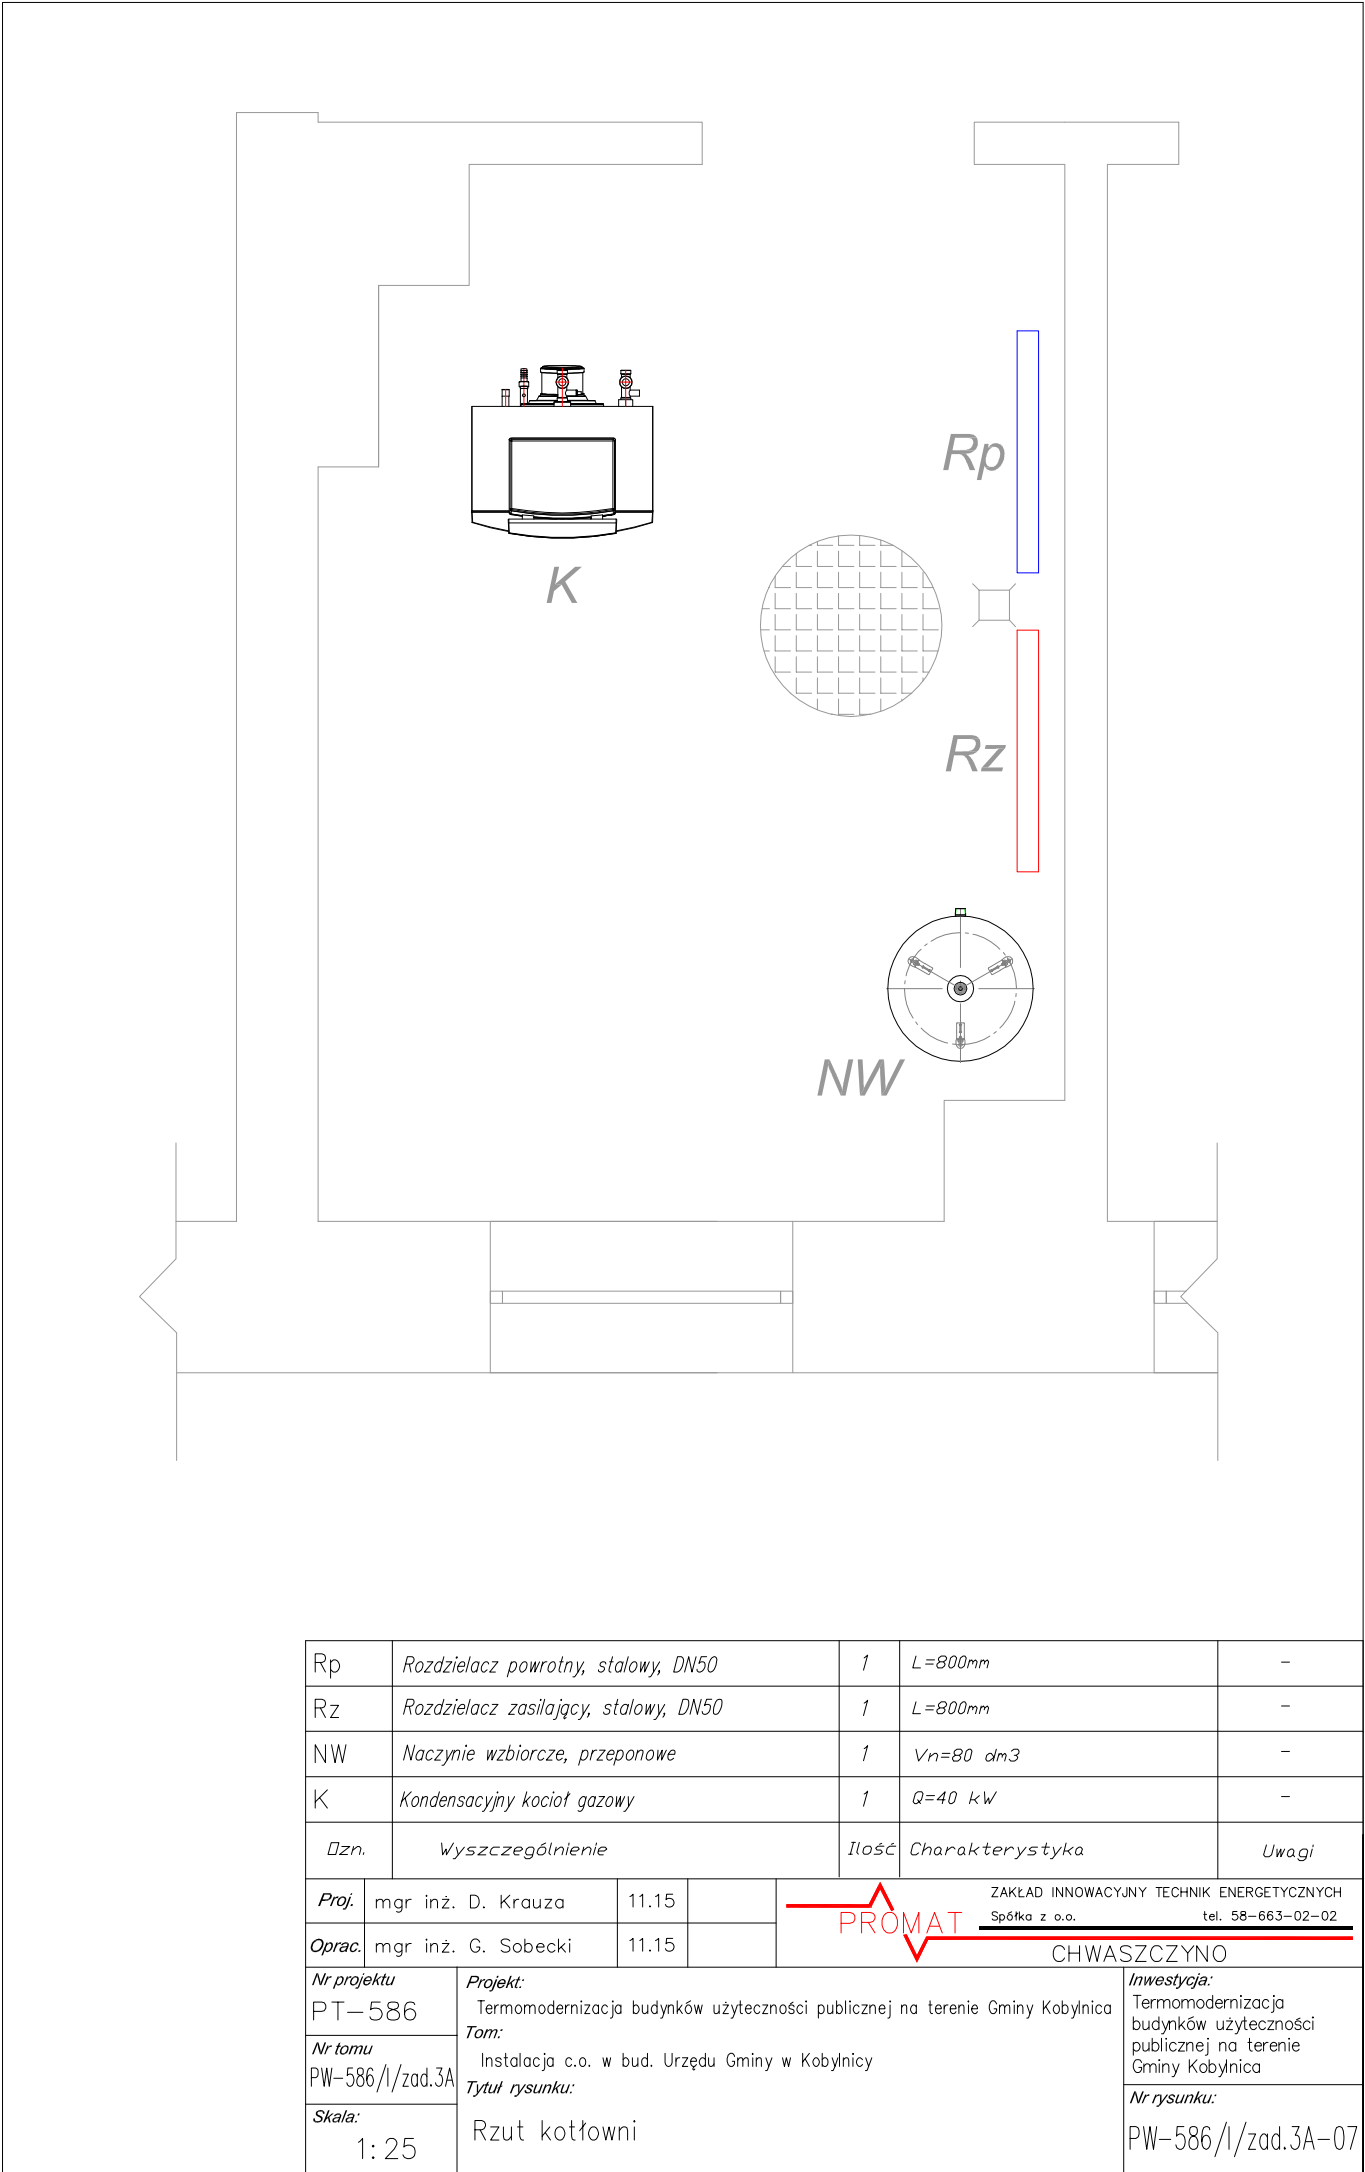 Rp
K
Rz
NW
Rp Rozdzielacz powrotny, stalowy, DN50 1 L=800mm -
Rz Rozdzielacz zasilający, stalowy, DN50 1 L=800mm -
NW Naczynie wzbiorcze, przeponowe 1 Vn=80 dm3 -
K Kondensacyjny kocioł gazowy 1 Q=40 kW -
Ozn. Wyszczególnienie Ilość Charakterystyka Uwagi
Proj. mgr inż. D. Krauza 11.15
Oprac. mgr inż. G. Sobecki 11.15
PROMAT
ZAKŁAD INNOWACYJNY TECHNIK ENERGETYCZNYCH
Spółka z o.o. tel. 58-663-02-02
CHWASZCZYNO
Nr projektu
PT-586
Nr tomu
PW-586/I/zad.3A
Skala:
1:25
Projekt:
Termomodernizacja budynków użyteczności publicznej na terenie Gminy Kobylnica
Tom:
Instalacja c.o. w bud. Urzędu Gminy w Kobylnicy
Tytuł rysunku:
Rzut kotłowni
Inwestycja:
Termomodernizacja
budynków użyteczności
publicznej na terenie
Gminy Kobylnica
Nr rysunku:
PW-586/I/zad.3A-07